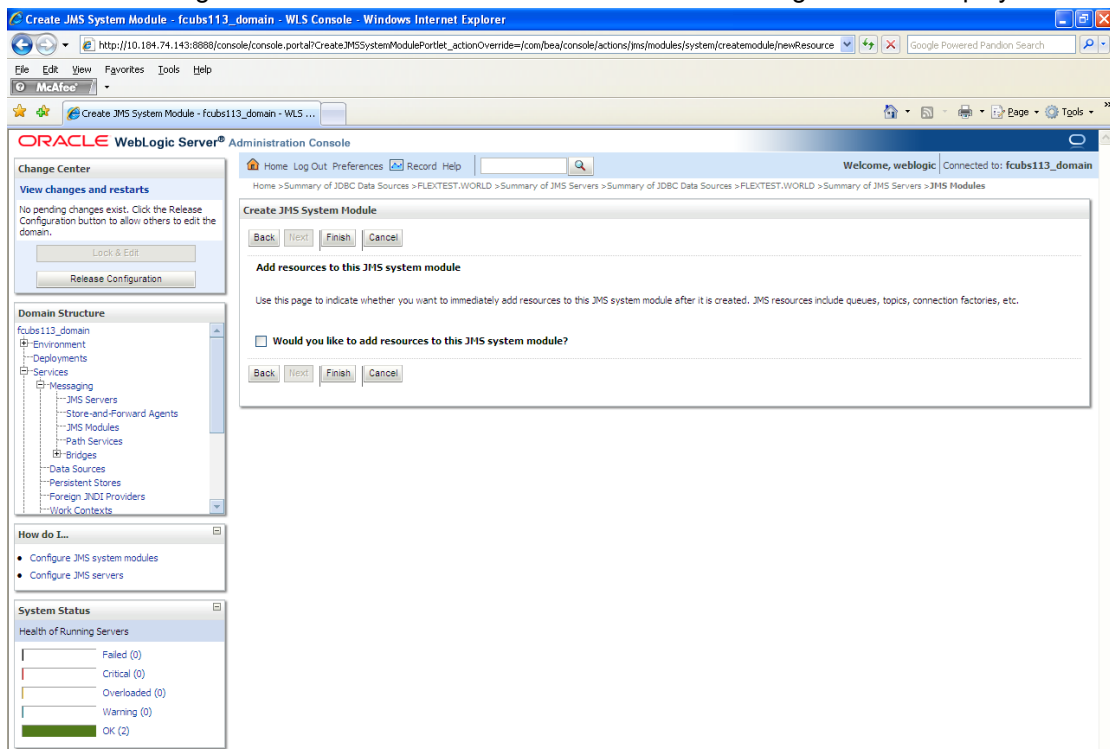 Create JMS System Module - fcubs113_domain - WLS Console - Windows Internet Explorer
http://10.184.74.143:8888/console/console.portal?CreateJMSSystemModulePortlet_actionOverride=/com/bea/console/actions/jms/modules/system/createmodule/newResource
Google Powered Pandion Search
File Edit View Favorites Tools Help
McAfee
Create JMS System Module - fcubs113_domain - WLS ...
Page Tools
ORACLE WebLogic Server® Administration Console
Change Center
View changes and restarts
No pending changes exist. Click the Release
Configuration button to allow others to edit the
domain.
Lock & Edit
Release Configuration
Domain Structure
fcubs113_domain
Environment
Deployments
Services
Messaging
JMS Servers
Store-and-Forward Agents
JMS Modules
Path Services
Bridges
Data Sources
Persistent Stores
Foreign JNDI Providers
Work Contexts
How do I...
Configure JMS system modules
Configure JMS servers
System Status
Health of Running Servers
Failed (0)
Critical (0)
Overloaded (0)
Warning (0)
OK (2)
Home Log Out Preferences Record Help
Welcome, weblogic Connected to: fcubs113_domain
Home >Summary of JDBC Data Sources >FLEXTEST.WORLD >Summary of JMS Servers >Summary of JDBC Data Sources >FLEXTEST.WORLD >Summary of JMS Servers >JMS Modules
Create JMS System Module
Back Next Finish Cancel
Add resources to this JMS system module
Use this page to indicate whether you want to immediately add resources to this JMS system module after it is created. JMS resources include queues, topics, connection factories, etc.
Would you like to add resources to this JMS system module?
Back Next Finish Cancel